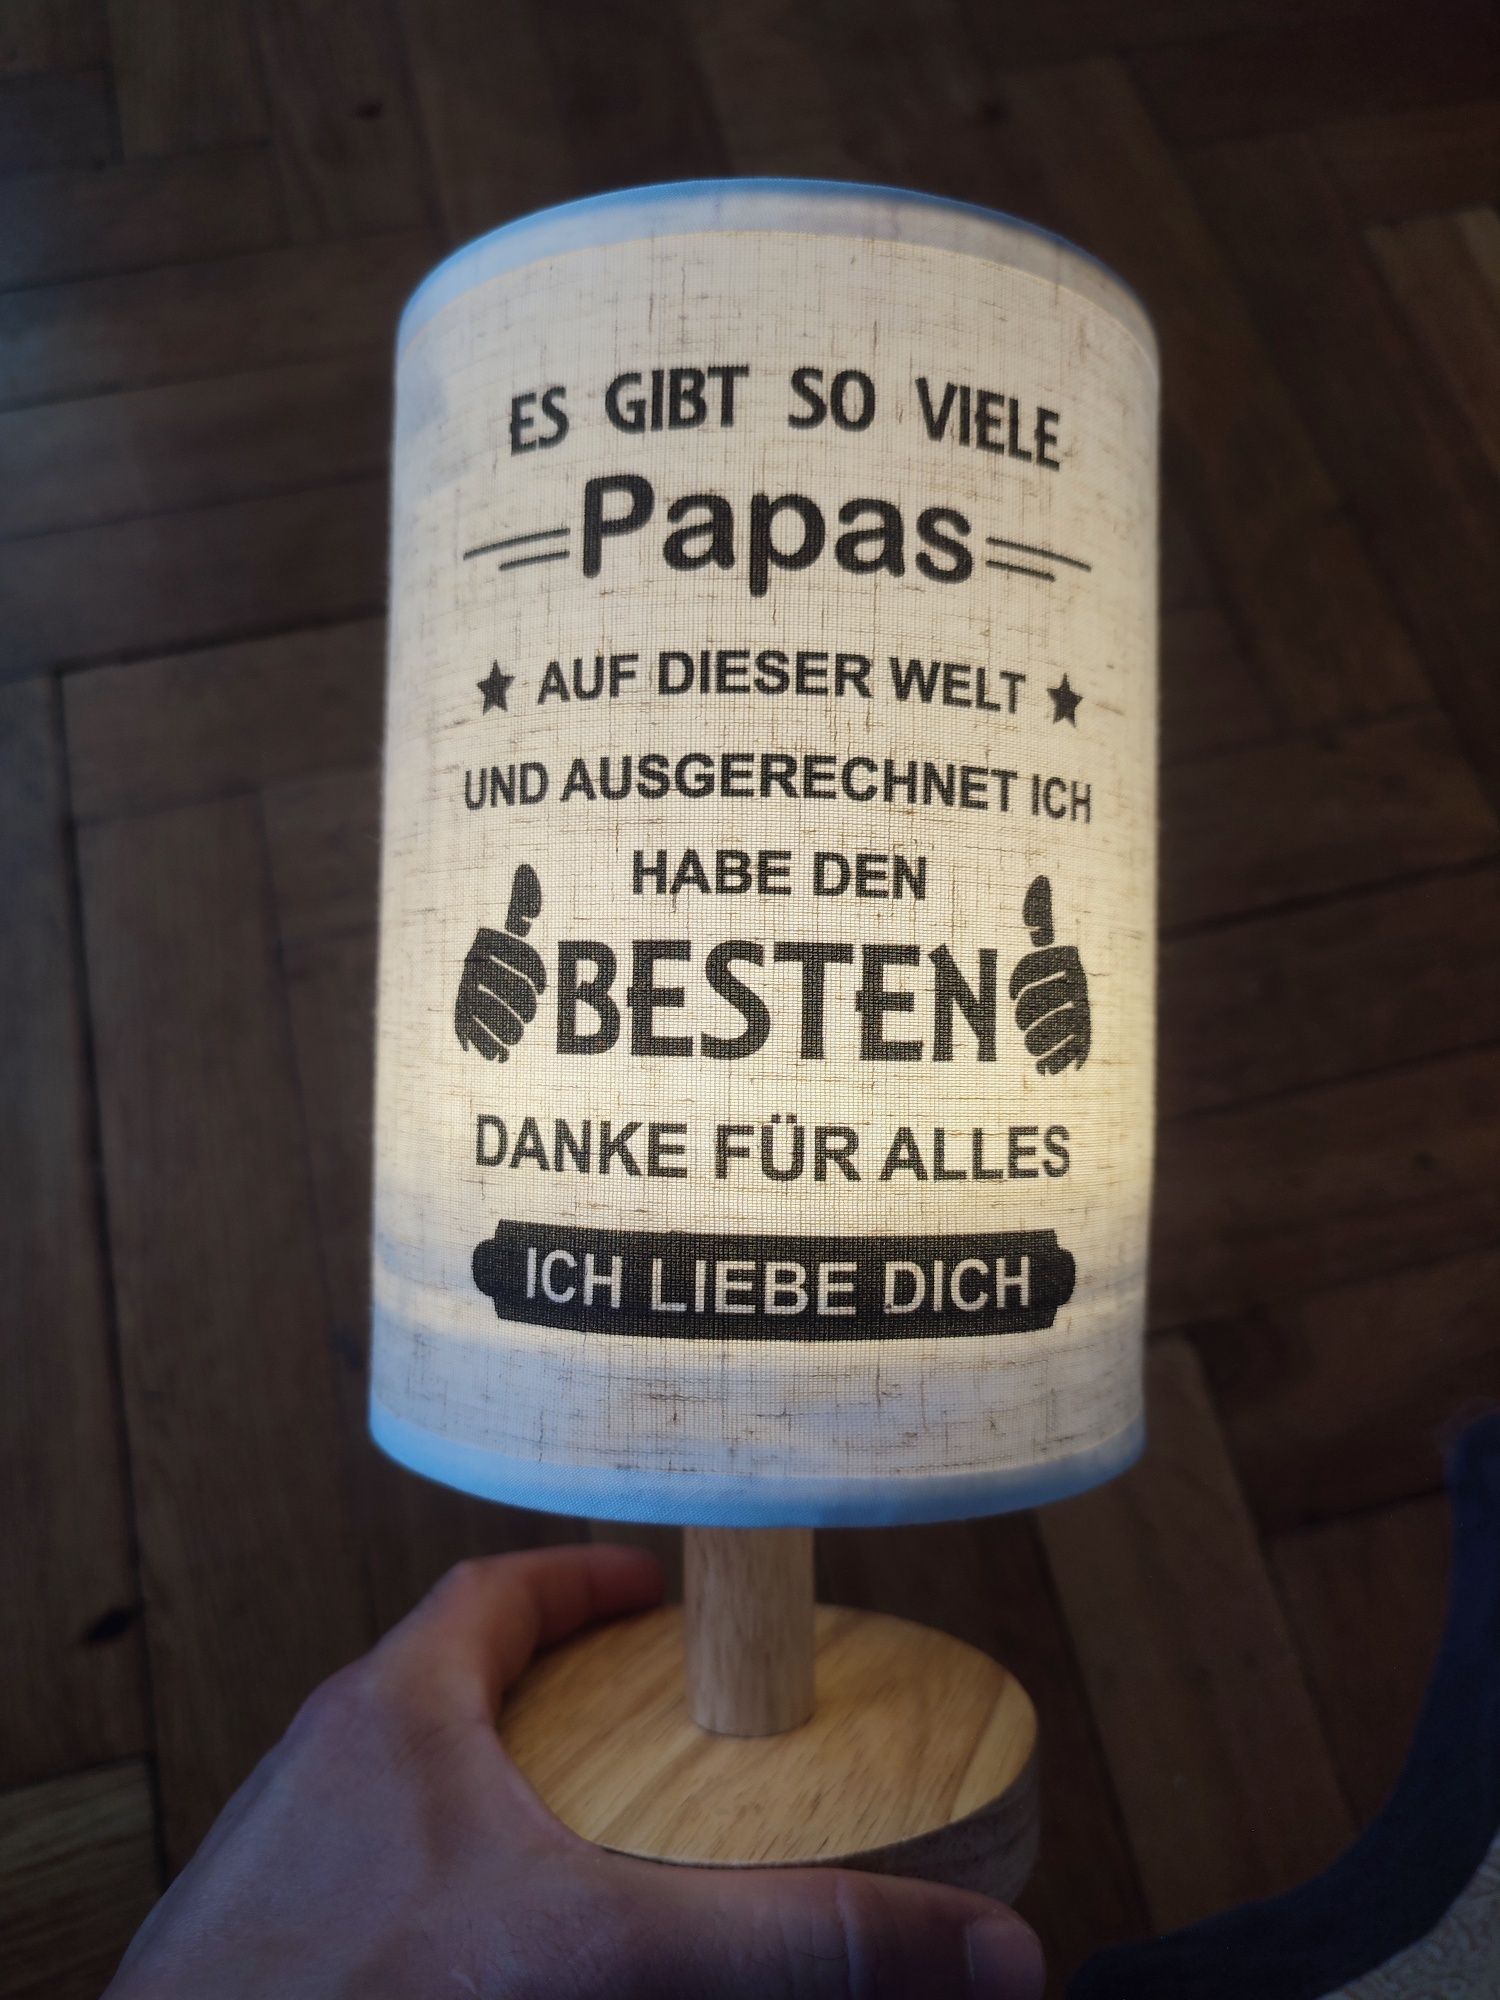 ES GIBT SO VIELE
Papas
AUF DIESER WELT
UND AUSGERECHNET ICH
HABE DEN
BESTEN
DANKE FÜR ALLES
ICH LIEBE DICH